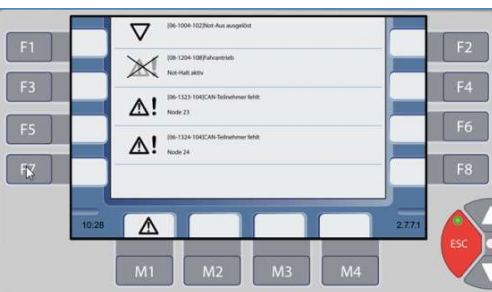 [06-1004-102]Not-Aus ausgelöst
[08-1204-108]Fahrantrieb
Not-Halt aktiv
[06-1323-104]CAN-Teilnehmer fehlt
Node 23
[06-1324-104]CAN-Teilnehmer fehlt
Node 24
F1
F2
F3
F4
F5
F6
F7
F8
10:28
2.7.7.1
ESC
M1
M2
M3
M4